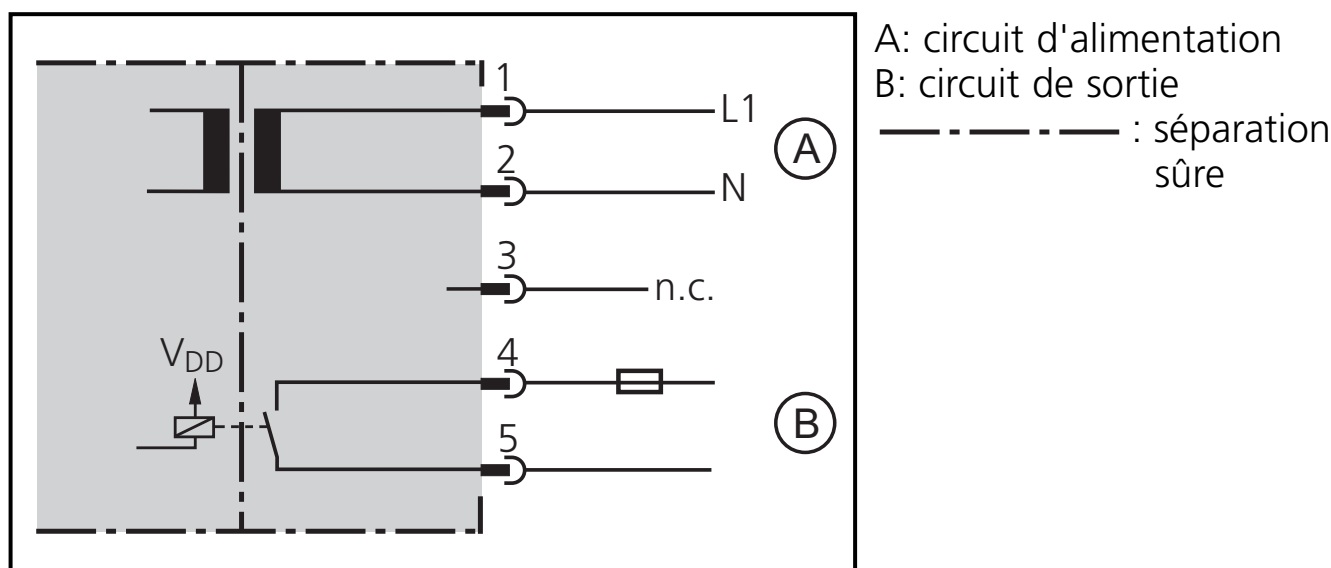 1
L1
A
2
N
3
n.c.
VDD
4
B
5
A: circuit d'alimentation
B: circuit de sortie
: séparation
sûre